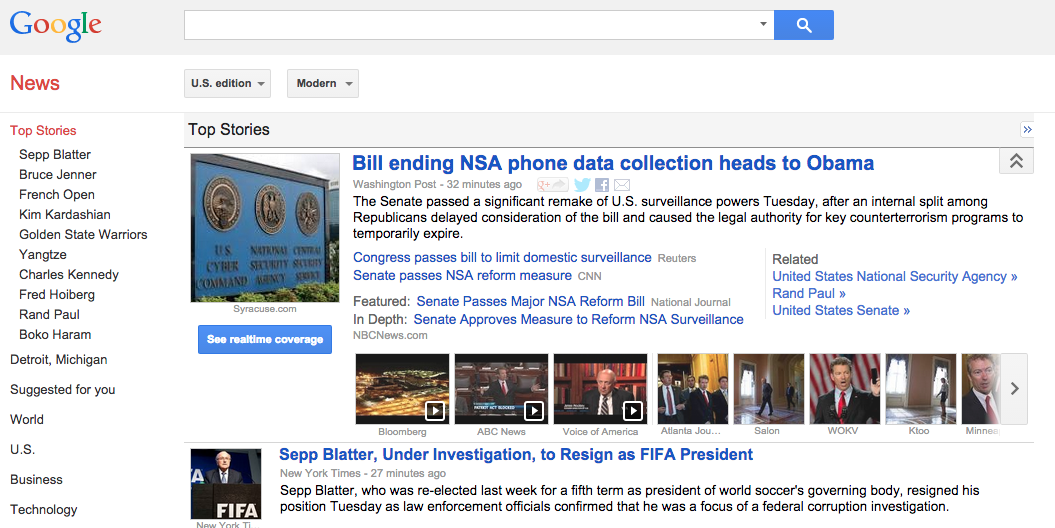 Google
News
U.S. edition
Modern
Top Stories
Sepp Blatter
Bruce Jenner
French Open
Kim Kardashian
Golden State Warriors
Yangtze
Charles Kennedy
Fred Hoiberg
Rand Paul
Boko Haram
Detroit, Michigan
Suggested for you
World
U.S.
Business
Technology
Top Stories
U.S. NATIONAL CENTRAL
CYBER SECURITY SECURITY
COMMAND AGENCY SERVICE
Syracuse.com
See realtime coverage
Bill ending NSA phone data collection heads to Obama
Washington Post - 32 minutes ago
The Senate passed a significant remake of U.S. surveillance powers Tuesday, after an internal split among
Republicans delayed consideration of the bill and caused the legal authority for key counterterrorism programs to
temporarily expire.
Congress passes bill to limit domestic surveillance Reuters
Senate passes NSA reform measure CNN
Featured: Senate Passes Major NSA Reform Bill National Journal
In Depth: Senate Approves Measure to Reform NSA Surveillance
NBCNews.com
Related
United States National Security Agency »
Rand Paul »
United States Senate »
PATRIOT ACT BLOCKED
Bloomberg
ABC News
Voice of America
Atlanta Jou...
Salon
WOKV
Ktoo
Minneap
FIFA
New York Ti...
Sepp Blatter, Under Investigation, to Resign as FIFA President
New York Times - 27 minutes ago
Sepp Blatter, who was re-elected last week for a fifth term as president of world soccer's governing body, resigned his
position Tuesday as law enforcement officials confirmed that he was a focus of a federal corruption investigation.